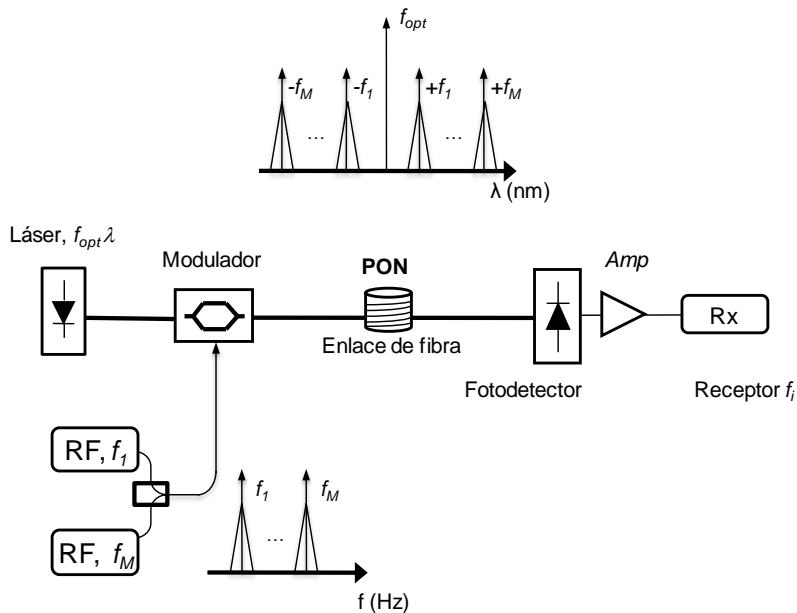 f_opt
-f_M
-f_1
+f_1
+f_M
...
...
λ (nm)
Láser, f_opt λ
Modulador
PON
Amp
Rx
Enlace de fibra
Fotodetector
Receptor f_i
RF, f_1
RF, f_M
f_1
f_M
...
f (Hz)